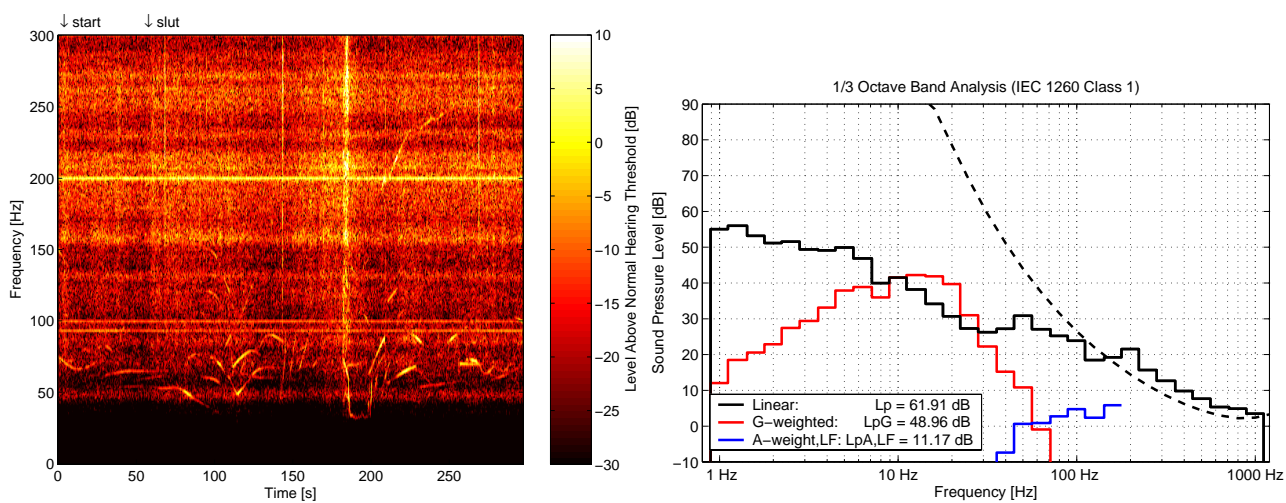 ↓ start
↓ slut
300
250
200
150
100
50
0
Frequency [Hz]
0
50
100
150
200
250
Time [s]
10
5
0
−5
−10
−15
−20
−25
−30
Level Above Normal Hearing Threshold [dB]
1/3 Octave Band Analysis (IEC 1260 Class 1)
90
80
70
60
50
40
30
20
10
0
−10
Sound Pressure Level [dB]
Linear: Lp = 61.91 dB
G-weighted: LpG = 48.96 dB
A-weight,LF: LpA,LF = 11.17 dB
1 Hz
10 Hz
100 Hz
1000 Hz
Frequency [Hz]